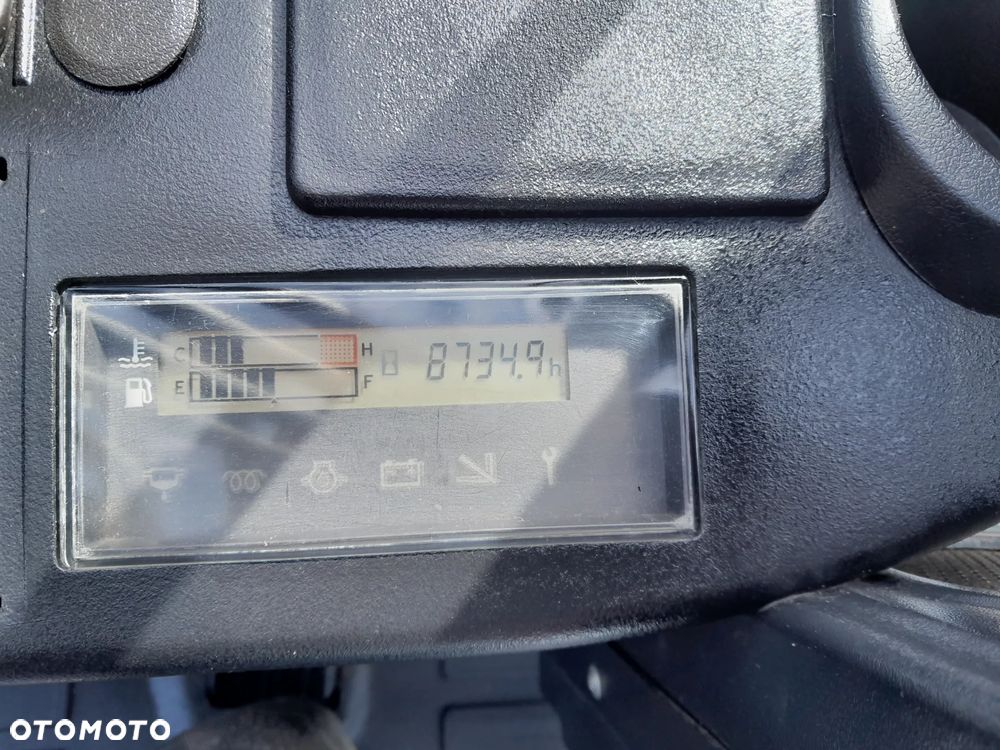 C H 8734.9h
E F
OTOMOTO